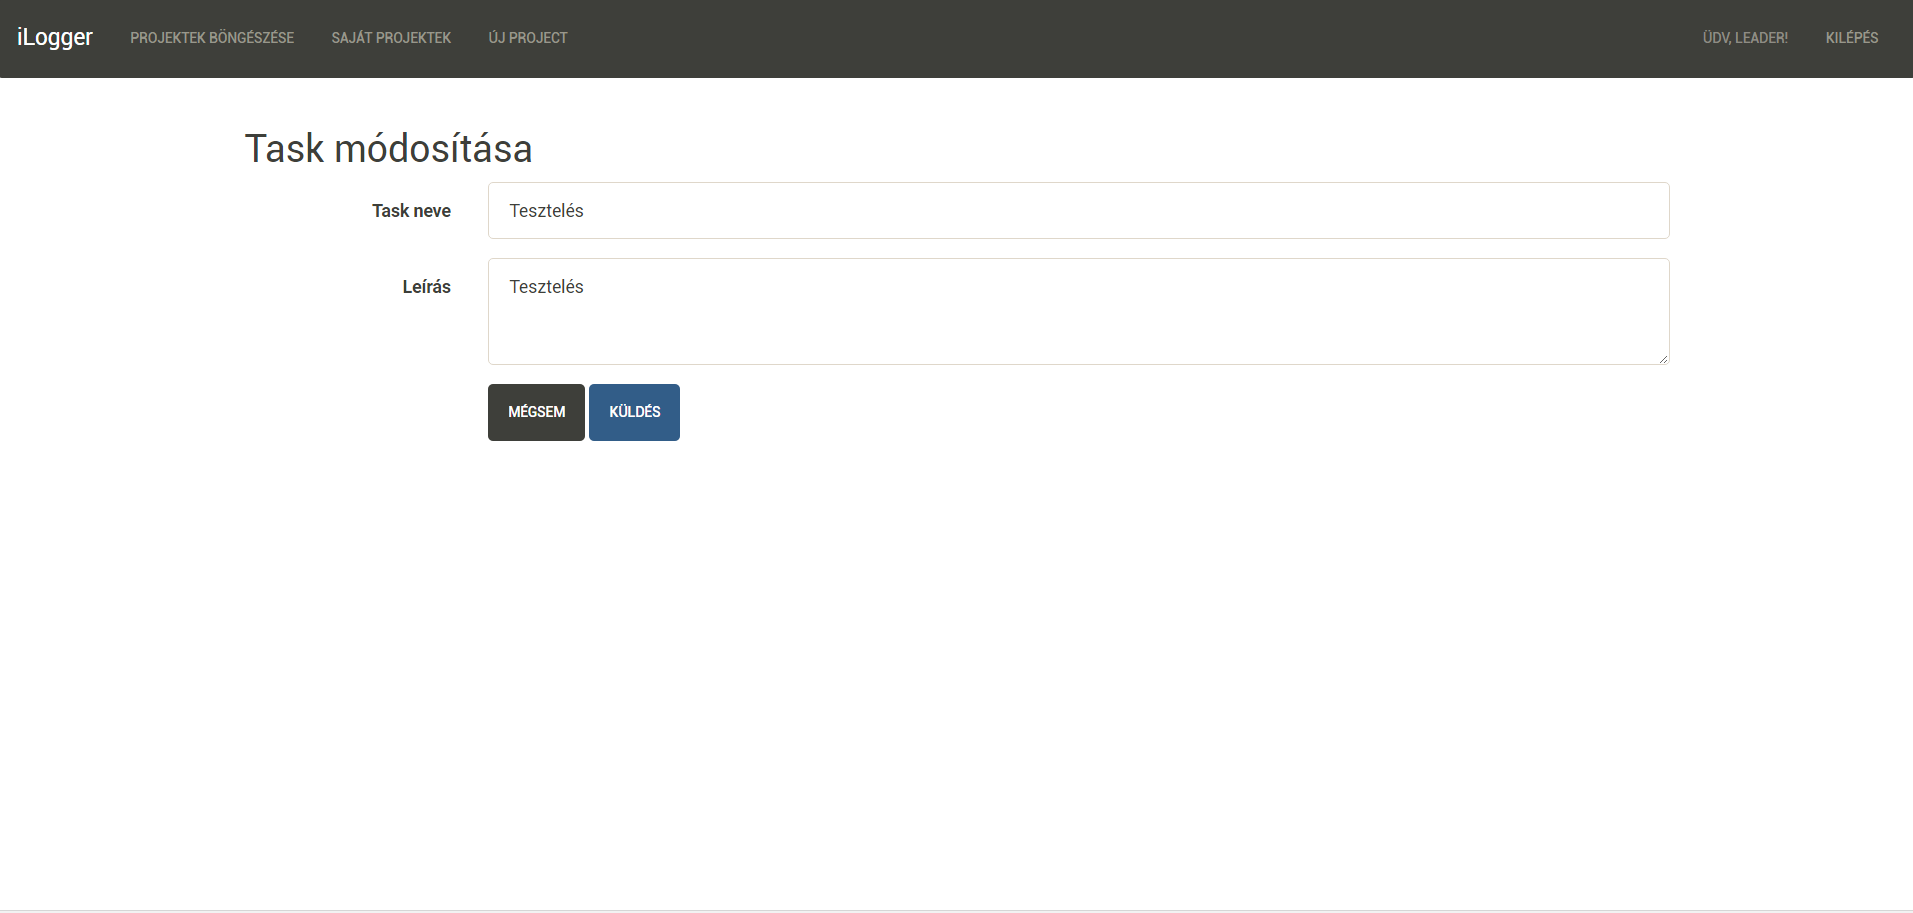 iLogger PROJEKTEK BÖNGÉSZÉSE SAJÁT PROJEKTEK ÚJ PROJECT ÜDV, LEADER! KILÉPÉS
Task módosítása
Task neve Tesztelés
Leírás Tesztelés
MÉGSEM KÜLDÉS